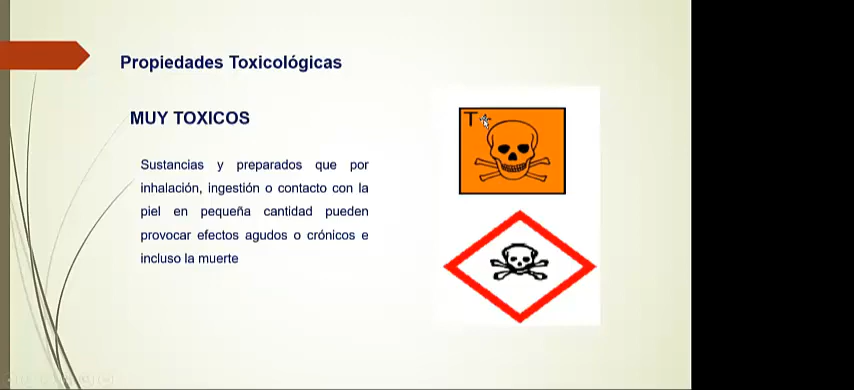 Propiedades Toxicológicas
MUY TOXICOS
Sustancias y preparados que por
inhalación, ingestión o contacto con la
piel en pequeña cantidad pueden
provocar efectos agudos o crónicos e
incluso la muerte
T+